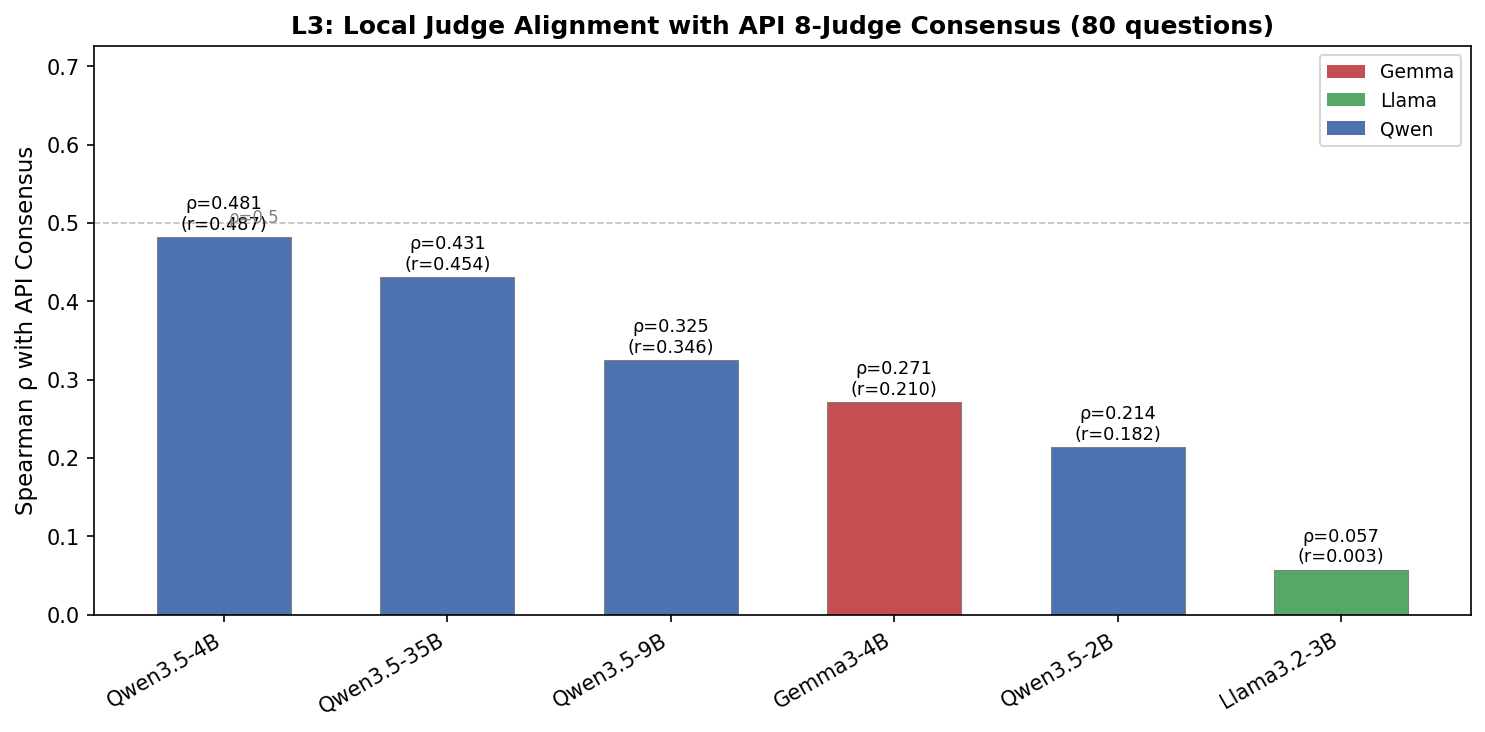 L3: Local Judge Alignment with API 8-Judge Consensus (80 questions)
Spearman ρ with API Consensus
0.7
0.6
0.5
0.4
0.3
0.2
0.1
0.0
Gemma
Llama
Qwen
ρ=0.5
ρ=0.481
(r=0.487)
ρ=0.431
(r=0.454)
ρ=0.325
(r=0.346)
ρ=0.271
(r=0.210)
ρ=0.214
(r=0.182)
ρ=0.057
(r=0.003)
Qwen3.5-4B
Qwen3.5-35B
Qwen3.5-9B
Gemma3-4B
Qwen3.5-2B
Llama3.2-3B